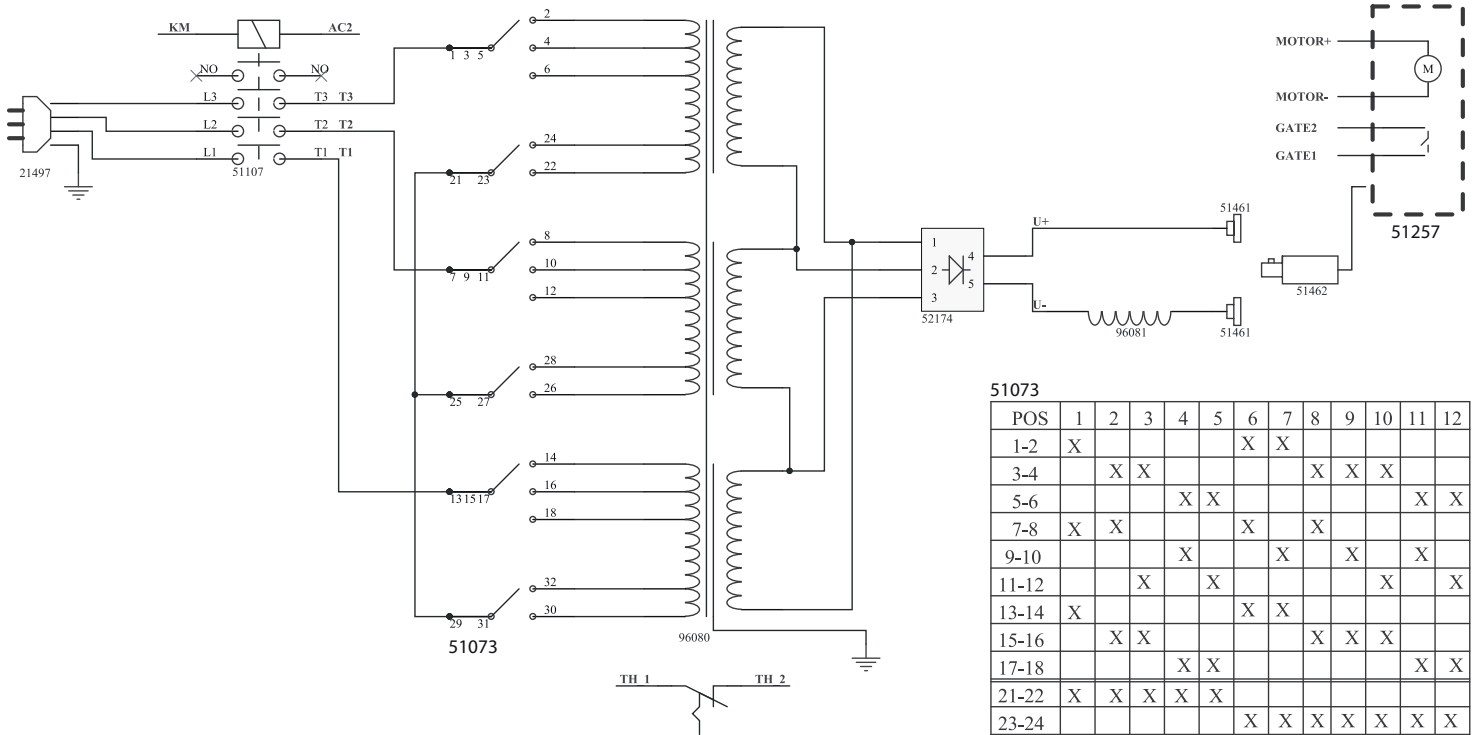 KM AC2
NO NO
L3 T3 T3
L2 T2 T2
L1 T1 T1
21497
51107
2
1 3 5 4
6
24
21 23 22
8
7 9 11 10
12
28
25 27 26
14
13 15 17 16
18
32
29 31 30
51073
96080
TH 1 TH 2
1
2
3
4
5
52174
U+
51461
U-
96081
51461
MOTOR+
M
MOTOR-
GATE2
GATE1
51257
51462
51073
POS 1 2 3 4 5 6 7 8 9 10 11 12
1-2 X X X
3-4 X X X X X
5-6 X X X X
7-8 X X X X
9-10 X X X X
11-12 X X X X
13-14 X X X
15-16 X X X X X
17-18 X X X X
21-22 X X X X X
23-24 X X X X X X X